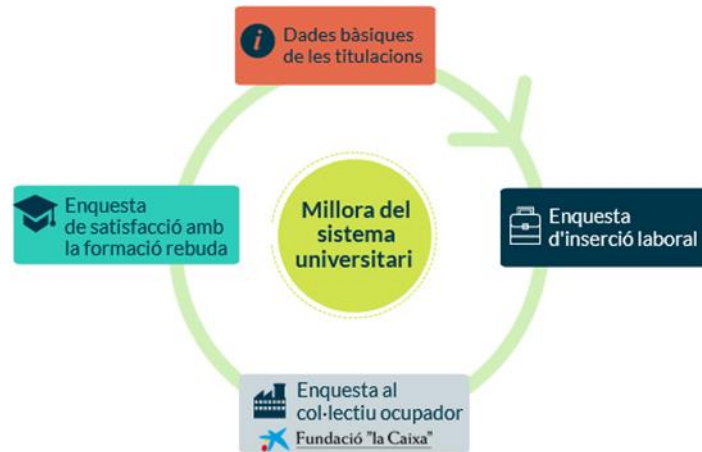 Dades bàsiques
de les titulacions
Enquesta
de satisfacció amb
la formació rebuda
Millora del
sistema
universitari
Enquesta
d'inserció laboral
Enquesta al
col·lectiu ocupador
Fundació "la Caixa"